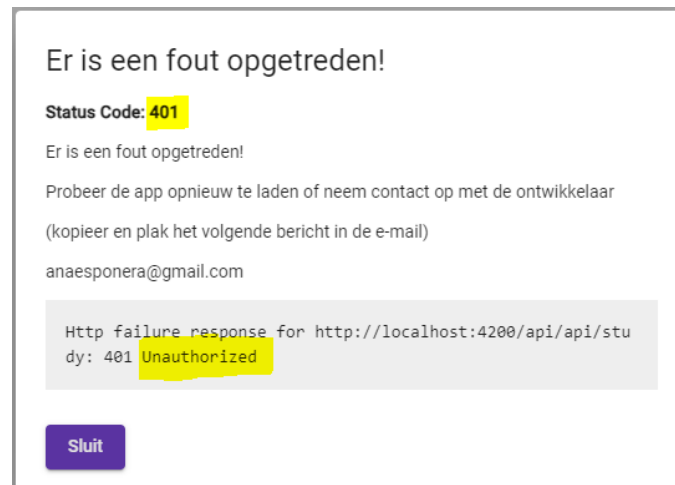 Er is een fout opgetreden!
Status Code: 401
Er is een fout opgetreden!
Probeer de app opnieuw te laden of neem contact op met de ontwikkelaar
(kopieer en plak het volgende bericht in de e-mail)
anaesponera@gmail.com
Http failure response for http://localhost:4200/api/api/stu
dy: 401 Unauthorized
Sluit